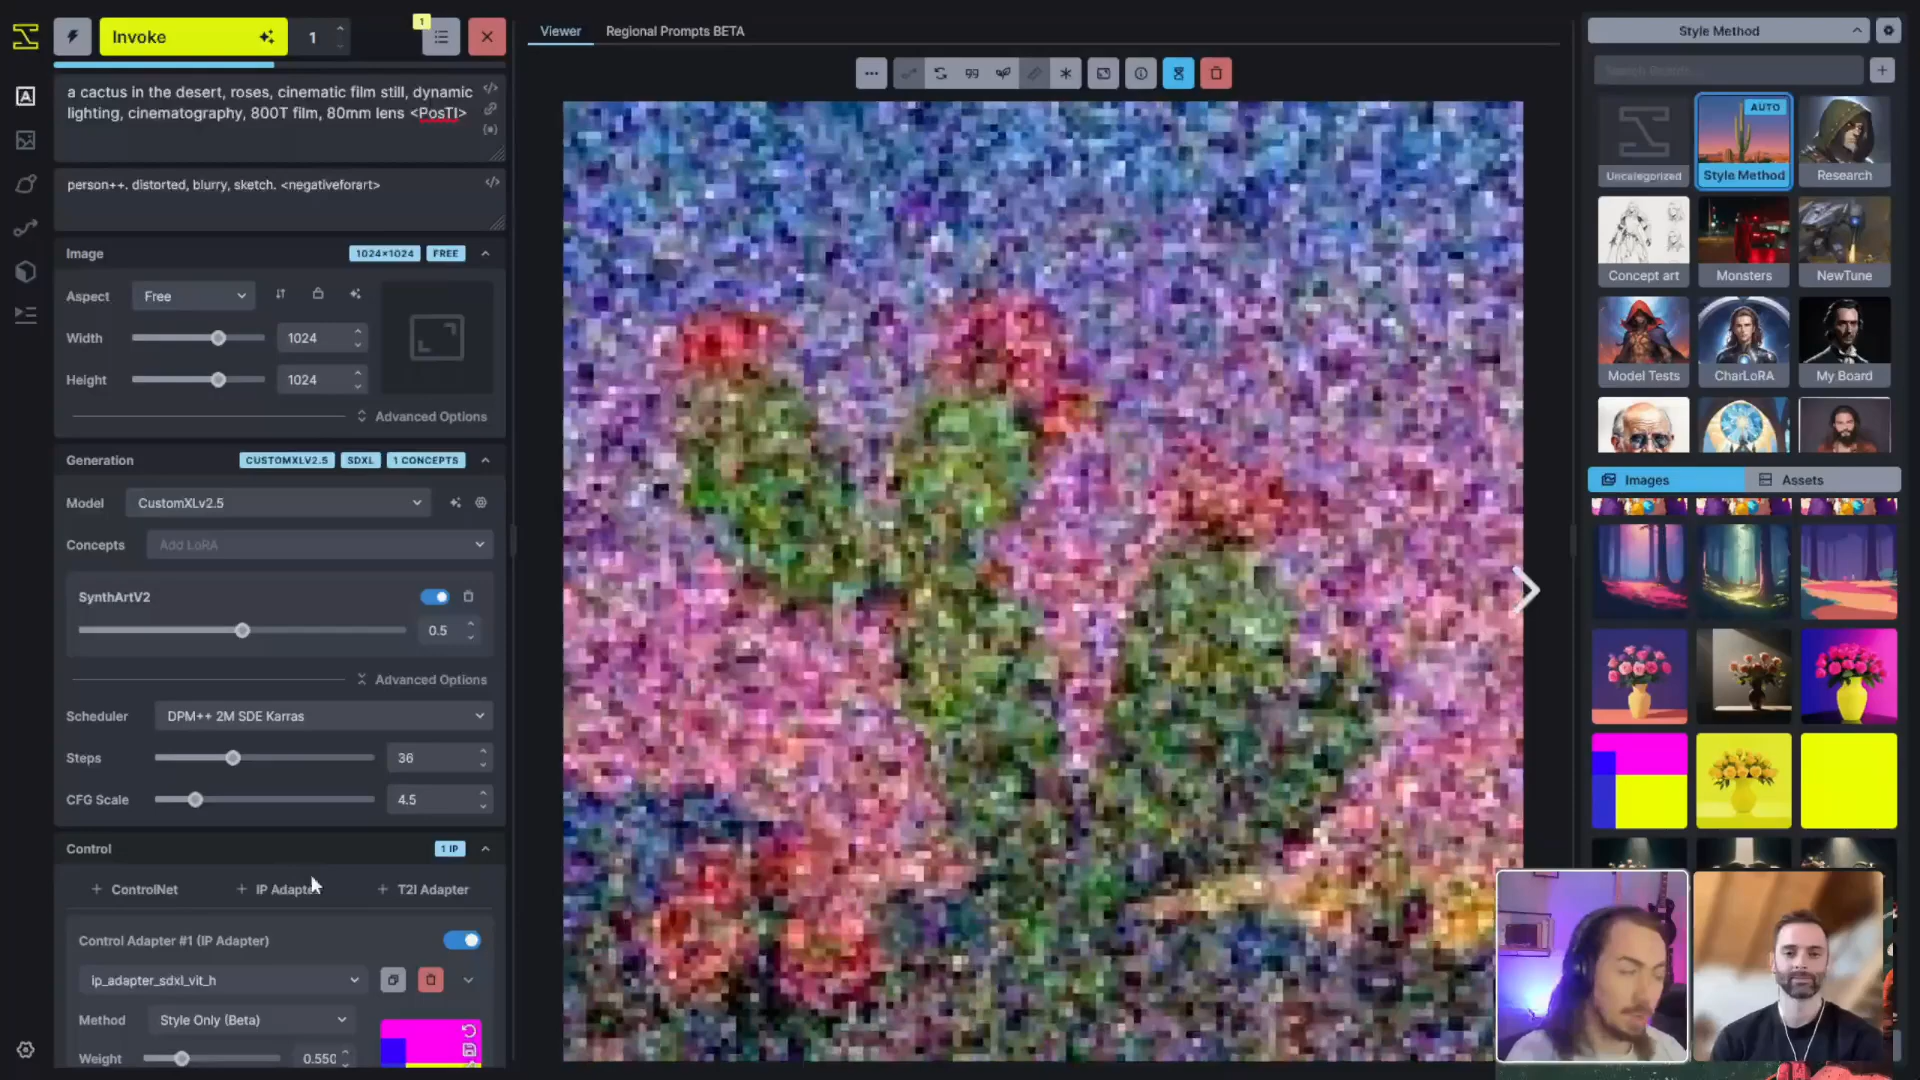 Invoke
1
1
a cactus in the desert, roses, cinematic film still, dynamic
lighting, cinematography, 800T film, 80mm lens <PosTI>
person++. distorted, blurry, sketch. <negativeforart>
Image
1024×1024
FREE
Aspect
Free
Width
1024
Height
1024
Advanced Options
Generation
CUSTOMXLV2.5
SDXL
1 CONCEPTS
Model
CustomXLv2.5
Concepts
Add LoRA
SynthArtV2
0.5
Advanced Options
Scheduler
DPM++ 2M SDE Karras
Steps
36
CFG Scale
4.5
Control
1 IP
+ ControlNet
+ IP Adapter
+ T2I Adapter
Control Adapter #1 (IP Adapter)
ip_adapter_sdxl_vit_h
Method
Style Only (Beta)
Weight
0.550
Viewer
Regional Prompts BETA
Style Method
Search Boards...
AUTO
Uncategorized
Style Method
Research
Concept art
Monsters
NewTune
Model Tests
CharLoRA
My Board
Images
Assets